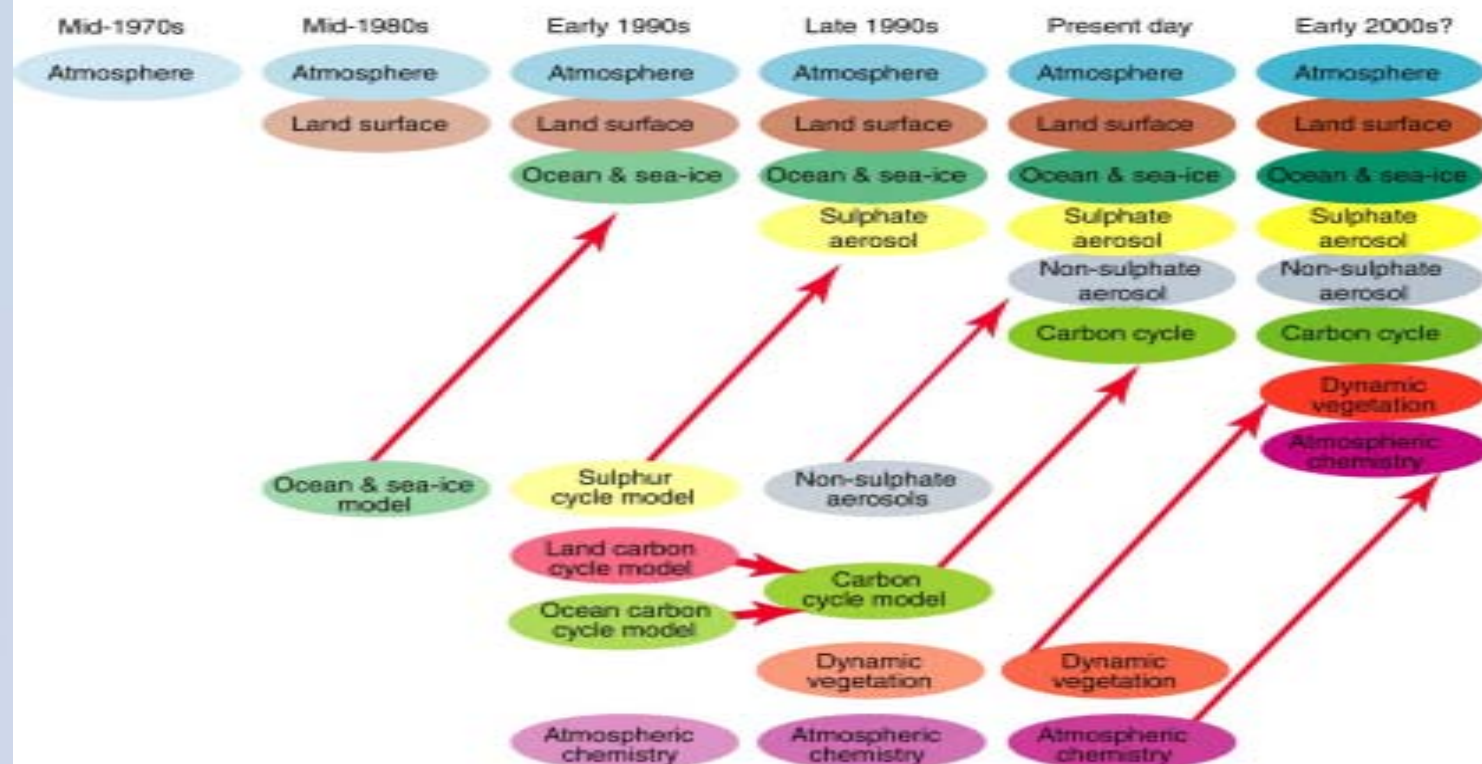 Mid-1970s Mid-1980s Early 1990s Late 1990s Present day Early 2000s?
Atmosphere Atmosphere Atmosphere Atmosphere Atmosphere Atmosphere
Land surface Land surface Land surface Land surface Land surface
Ocean & sea-ice Ocean & sea-ice Ocean & sea-ice Ocean & sea-ice
Sulphate Sulphate Sulphate
aerosol aerosol aerosol
Non-sulphate Non-sulphate
aerosol aerosol
Carbon cycle Carbon cycle
Dynamic
vegetation
Atmospheric
chemistry
Ocean & sea-ice
model
Sulphur
cycle model
Non-sulphate
aerosols
Land carbon
cycle model
Carbon
cycle model
Ocean carbon
cycle model
Dynamic
vegetation
Dynamic
vegetation
Atmospheric
chemistry
Atmospheric
chemistry
Atmospheric
chemistry